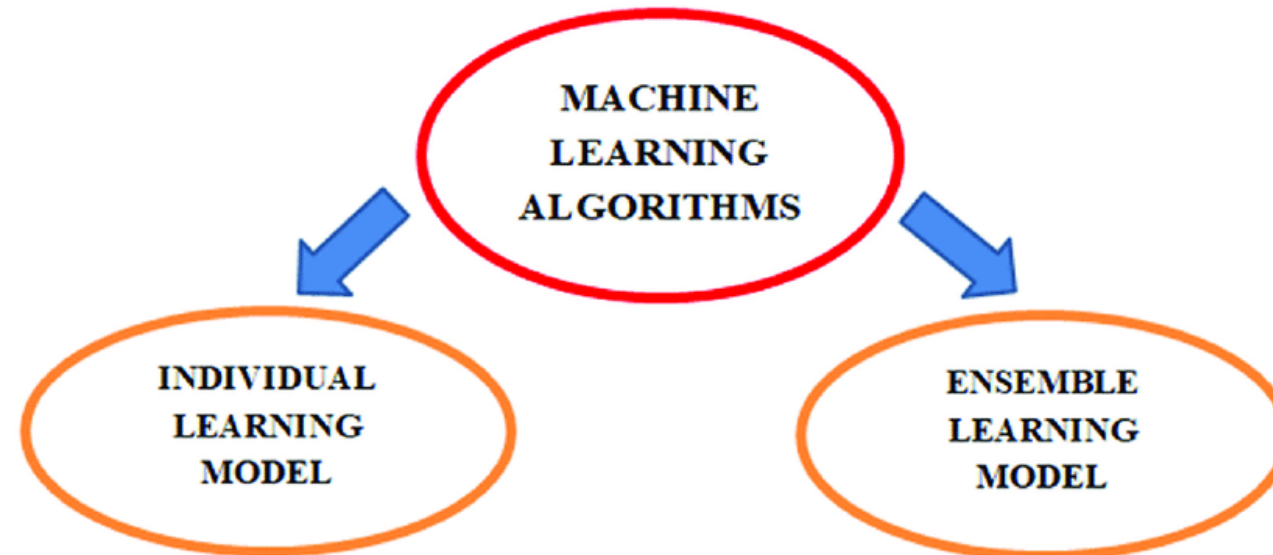 MACHINE
LEARNING
ALGORITHMS
INDIVIDUAL
LEARNING
MODEL
ENSEMBLE
LEARNING
MODEL